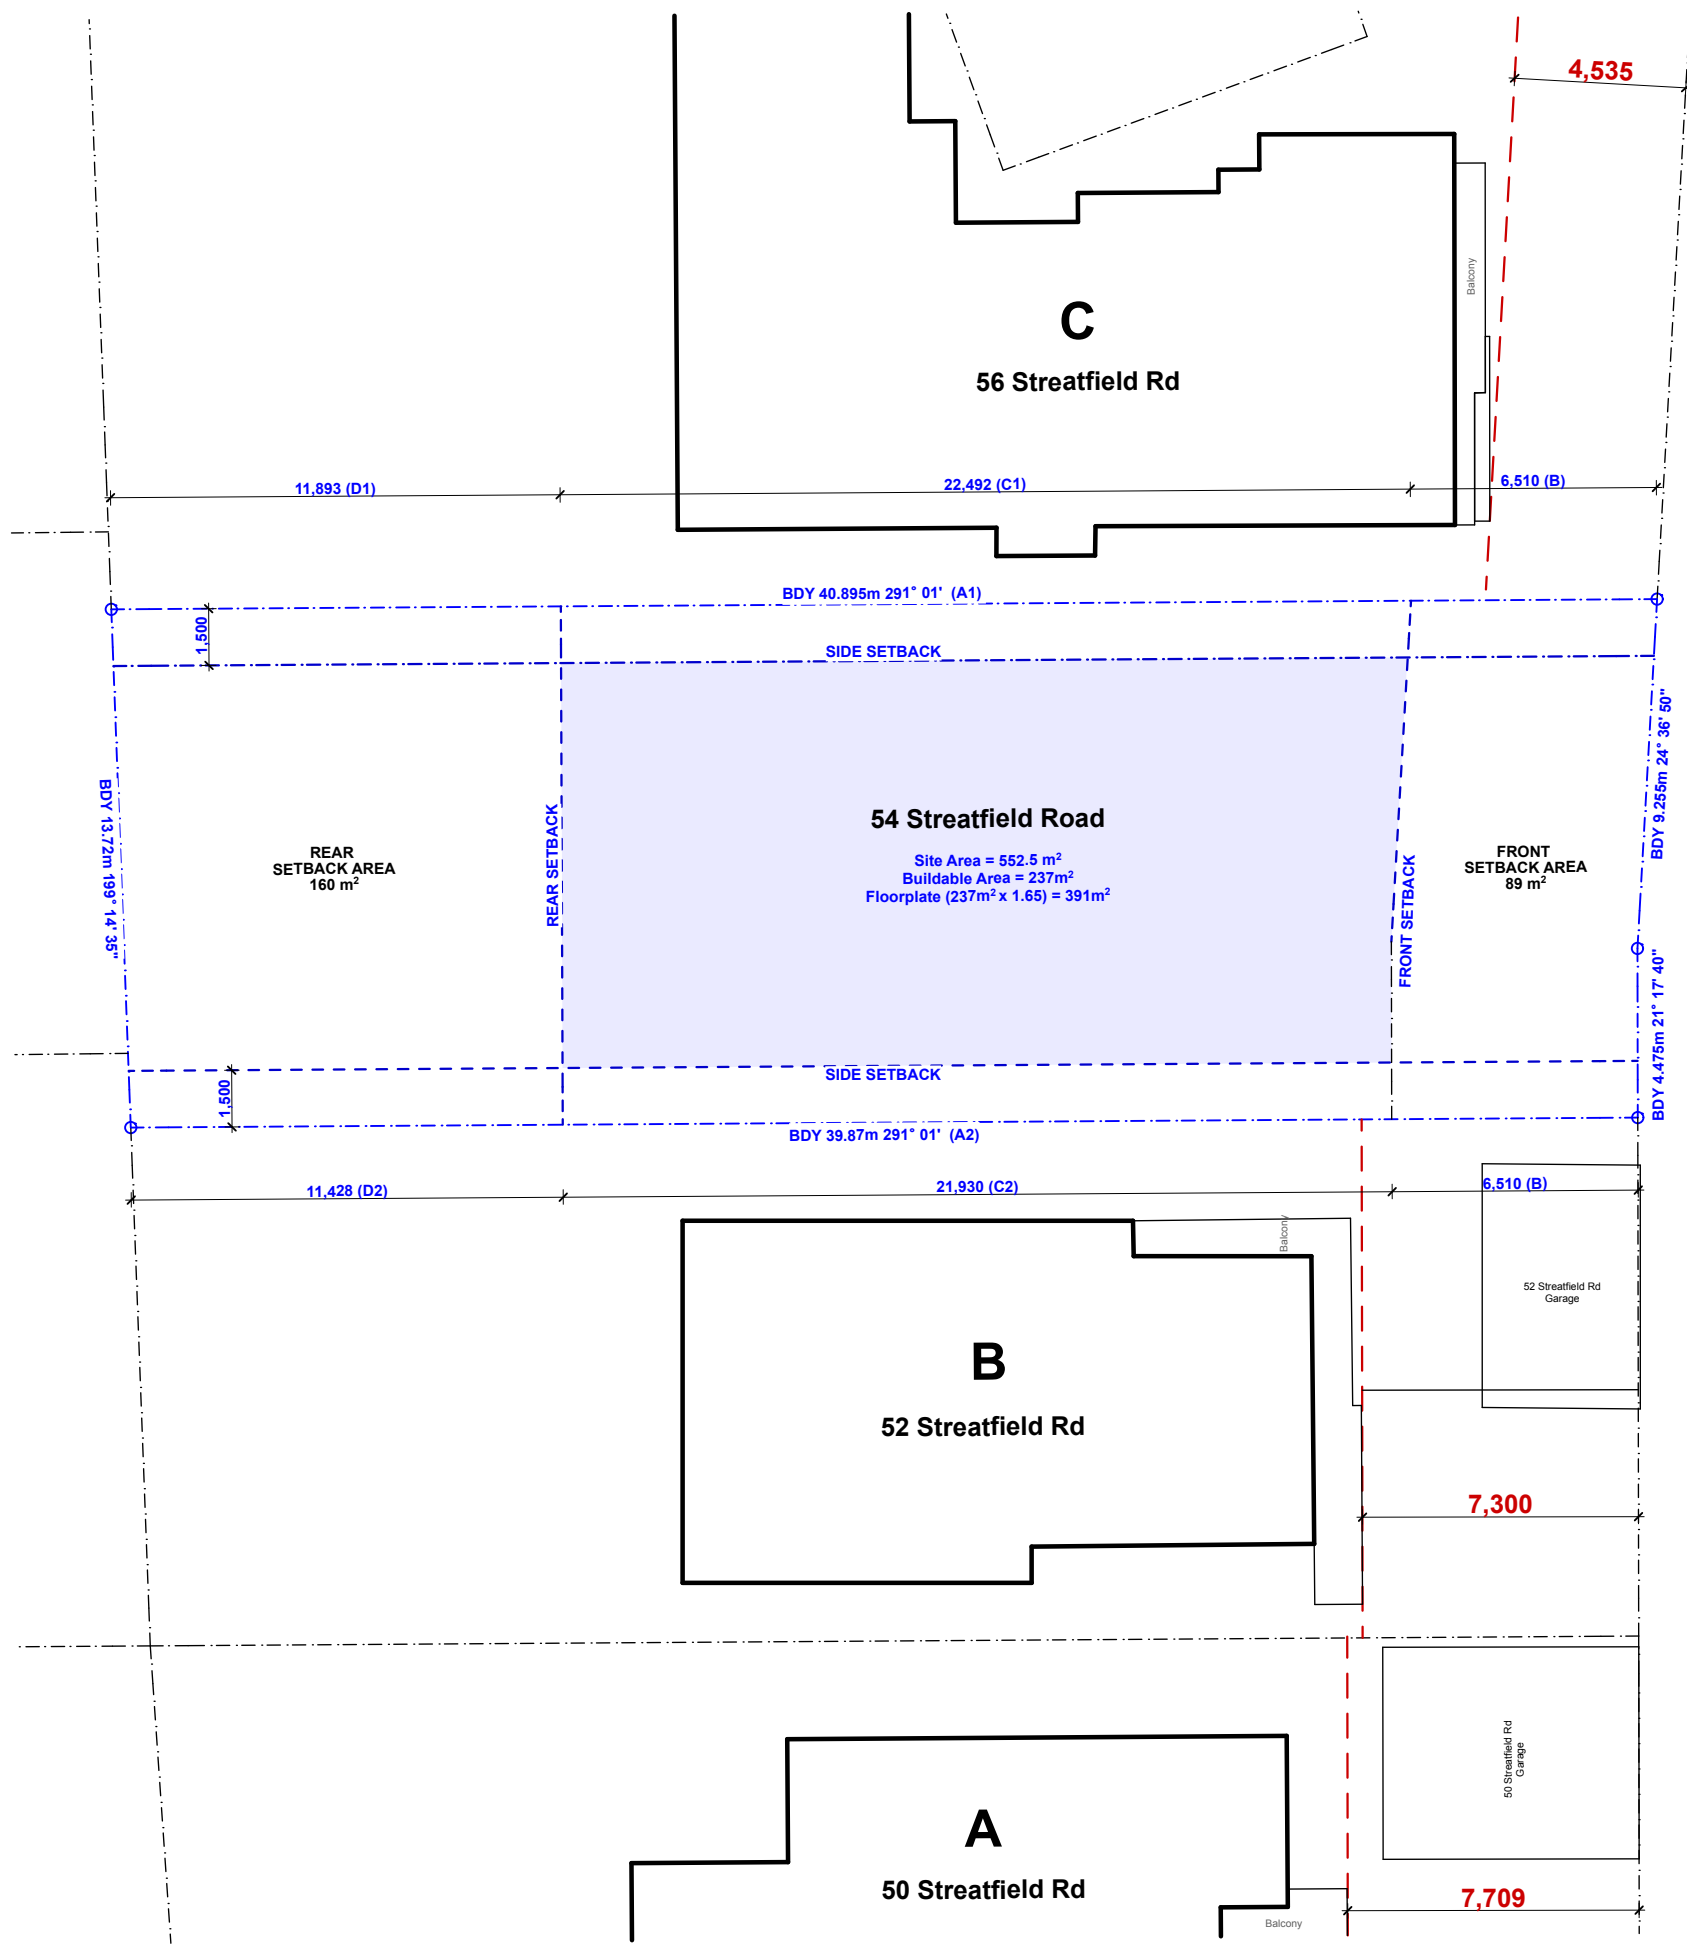 4,535
Balcony
C
56 Streatfield Rd
11,893 (D1)
22,492 (C1)
6,510 (B)
BDY 40.895m 291° 01' (A1)
1,500
SIDE SETBACK
BDY 13.72m 199° 14' 35"
REAR
SETBACK AREA
160 m²
REAR SETBACK
54 Streatfield Road
Site Area = 552.5 m²
Buildable Area = 237m²
Floorplate (237m² x 1.65) = 391m²
FRONT SETBACK
FRONT
SETBACK AREA
89 m²
BDY 9.255m 24° 36' 50"
BDY 4.475m 21° 17' 40"
1,500
SIDE SETBACK
BDY 39.87m 291° 01' (A2)
11,428 (D2)
21,930 (C2)
6,510 (B)
Balcony
52 Streatfield Rd
Garage
B
52 Streatfield Rd
7,300
50 Streatfield Rd
Garage
A
50 Streatfield Rd
7,709
Balcony